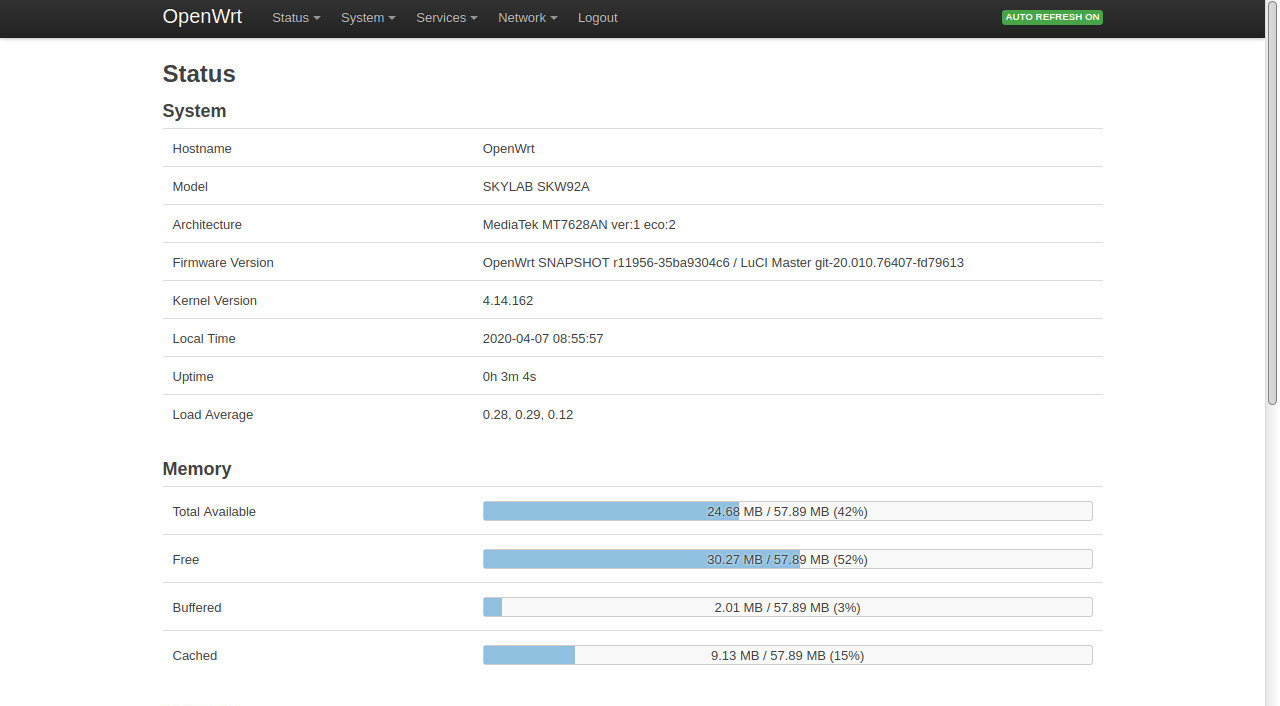 OpenWrt Status System Services Network Logout AUTO REFRESH ON
Status
System
Hostname OpenWrt
Model SKYLAB SKW92A
Architecture MediaTek MT7628AN ver:1 eco:2
Firmware Version OpenWrt SNAPSHOT r11956-35ba9304c6 / LuCI Master git-20.010.76407-fd79613
Kernel Version 4.14.162
Local Time 2020-04-07 08:55:57
Uptime 0h 3m 4s
Load Average 0.28, 0.29, 0.12
Memory
Total Available 24.68 MB / 57.89 MB (42%)
Free 30.27 MB / 57.89 MB (52%)
Buffered 2.01 MB / 57.89 MB (3%)
Cached 9.13 MB / 57.89 MB (15%)